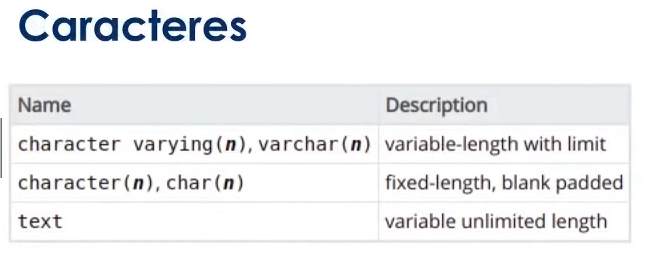 Caracteres
Name Description
character varying(n), varchar(n) variable-length with limit
character(n), char(n) fixed-length, blank padded
text variable unlimited length